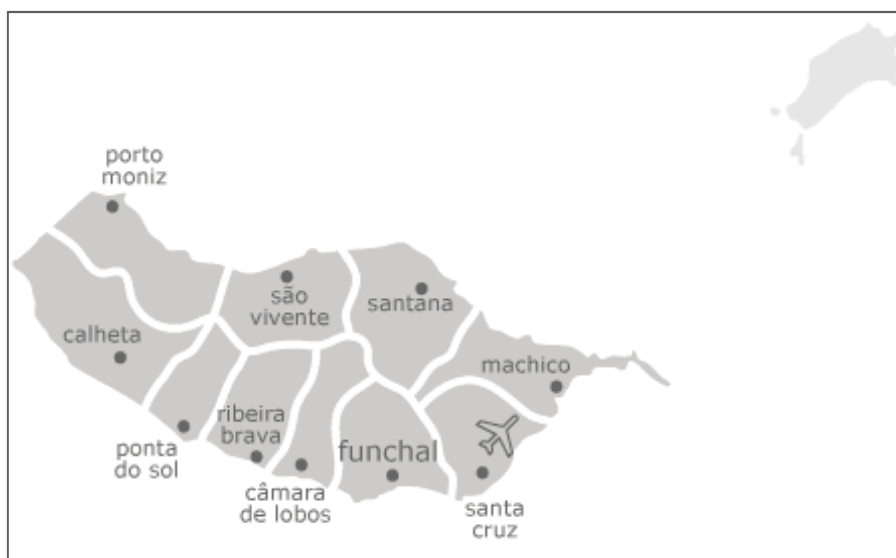 porto
moniz
são
vivente
santana
calheta
machico
ribeira
brava
funchal
ponta
do sol
câmara
de lobos
santa
cruz